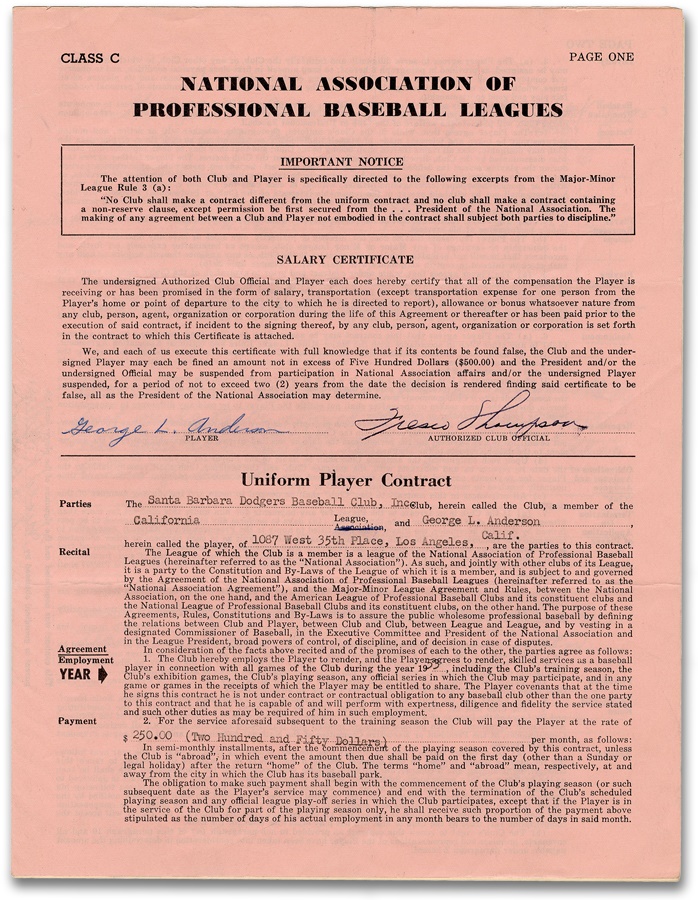 CLASS C
PAGE ONE
NATIONAL ASSOCIATION OF
PROFESSIONAL BASEBALL LEAGUES
IMPORTANT NOTICE
The attention of both Club and Player is specifically directed to the following excerpts from the Major-Minor
League Rule 3 (a):
"No Club shall make a contract different from the uniform contract and no club shall make a contract containing
a non-reserve clause, except permission be first secured from the . . . President of the National Association. The
making of any agreement between a Club and Player not embodied in the contract shall subject both parties to discipline."
SALARY CERTIFICATE
The undersigned Authorized Club Official and Player each does hereby certify that all of the compensation the Player is
receiving or has been promised in the form of salary, transportation (except transportation expense for one person from the
Player's home or point of departure to the city to which he is directed to report), allowance or bonus whatsoever nature from
any club, person, agent, organization or corporation during the life of this Agreement or thereafter or has been paid prior to the
execution of said contract, if incident to the signing thereof, by any club, person, agent, organization or corporation is set forth
in the contract to which this Certificate is attached.
We, and each of us execute this certificate with full knowledge that if its contents be found false, the Club and the under-
signed Player may each be fined an amount not in excess of Five Hundred Dollars ($500.00) and the President and/or the
undersigned Official may be suspended from participation in National Association affairs and/or the undersigned Player
suspended, for a period of not to exceed two (2) years from the date the decision is rendered finding said certificate to be
false, all as the President of the National Association may determine.
George L. Anderson
Fresco Thompson
PLAYER
AUTHORIZED CLUB OFFICIAL
Uniform Player Contract
Parties
The Santa Barbara Dodgers Baseball Club, Inc. Club, herein called the Club, a member of the
California League, Association, and George L. Anderson,
herein called the player, of 1087 West 35th Place, Los Angeles, Calif., are the parties to this contract.
Recital
The League of which the Club is a member is a league of the National Association of Professional Baseball
Leagues (hereinafter referred to as the "National Association"). As such, and jointly with other clubs of its League,
it is a party to the Constitution and By-Laws of the League of which it is a member, and is subject to and governed
by the Agreement of the National Association of Professional Baseball Leagues (hereinafter referred to as the
"National Association Agreement"), and the Major-Minor League Agreement and Rules, between the National
Association, on the one hand, and the American League of Professional Baseball Clubs and its constituent clubs and
the National League of Professional Baseball Clubs and its constituent clubs, on the other hand. The purpose of these
Agreements, Rules, Constitutions and By-Laws is to assure the public wholesome professional baseball by defining
the relations between Club and Player, between Club and Club, between League and League, and by vesting in a
designated Commissioner of Baseball, in the Executive Committee and President of the National Association and
in the President, broad powers of control, of discipline, and of decision in case of disputes.
Agreement
In consideration of the facts above recited and of the promises of each to the other, the parties agree as follows:
Employment
1. The Club hereby employs the Player to render, and the Player agrees to render, skilled services as a baseball
YEAR
player in connection with all games of the Club during the year 1953, including the Club's training season, the
Club's exhibition games, the Club's playing season, any official series in which the Club may participate, and in any
game or games in the receipts of which the Player may be entitled to share. The Player covenants that at the time
he signs this contract he is not under contract or contractual obligation to any baseball club other than the one party
to this contract and that he is capable of and will perform with expertness, diligence and fidelity the service stated
and such other duties as may be required of him in such employment.
Payment
2. For the service aforesaid subsequent to the training season the Club will pay the Player at the rate of
$ 250.00 (Two Hundred and Fifty Dollars) per month, as follows:
In semi-monthly installments, after the commencement of the playing season covered by this contract, unless
the Club is "abroad", in which event the amount then due shall be paid on the first day (other than a Sunday or
legal holiday) after the return "home" of the Club. The terms "home" and "abroad" mean, respectively, at and
away from the city in which the Club has its baseball park.
The obligation to make such payment shall begin with the commencement of the Club's playing season (or such
subsequent date as the Player's service may commence) and end with the termination of the Club's scheduled
playing season and any official league play-off series in which the Club participates, except that if the Player is in
the service of the Club for part of the playing season only, he shall receive such proportion of the payment above
stipulated as the number of days of his actual employment in any month bears to the number of days in said month.